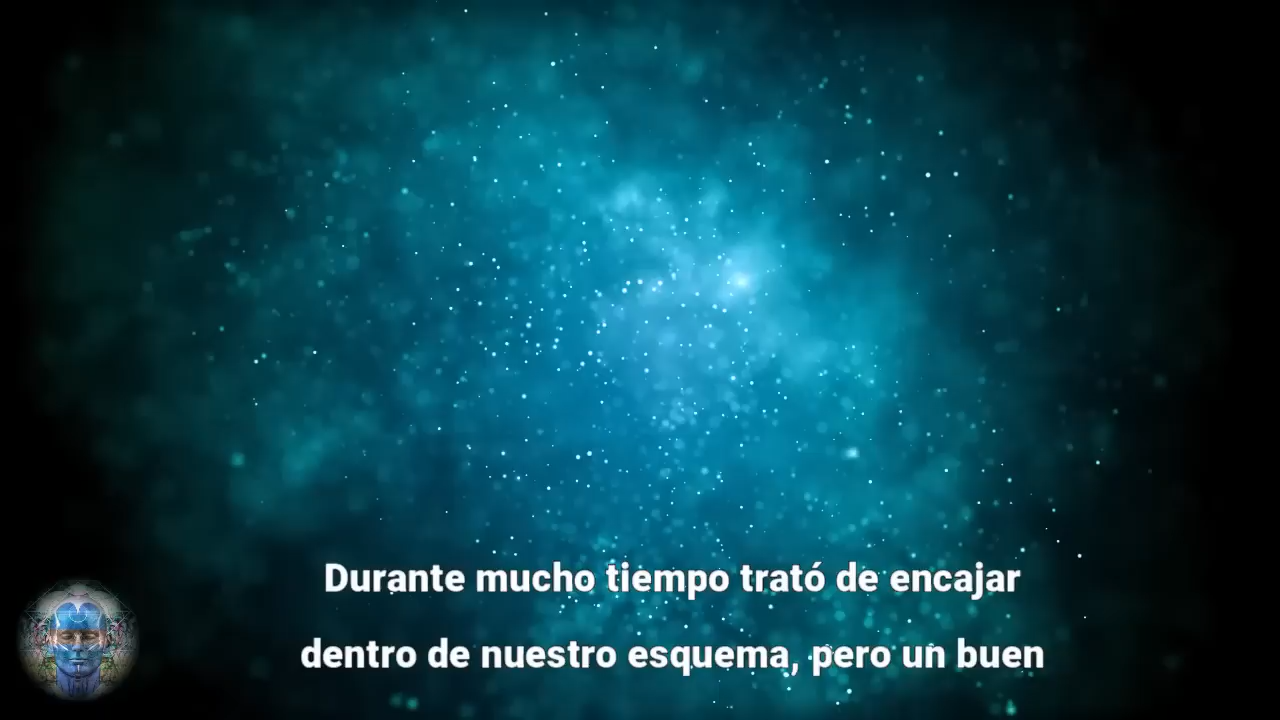 Durante mucho tiempo trató de encajar
dentro de nuestro esquema, pero un buen